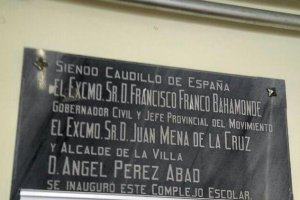 SIENDO CAUDILLO DE ESPAÑA
EL EXCMO. SR. D. FRANCISCO FRANCO BAHAMONDE
GOBERNADOR CIVIL Y JEFE PROVINCIAL DEL MOVIMIENTO
EL EXCMO. SR. D. JUAN MENA DE LA CRUZ
Y ALCALDE DE LA VILLA
D. ANGEL PEREZ ABAD
SE INAUGURÓ ESTE COMPLEJO ESCOLAR